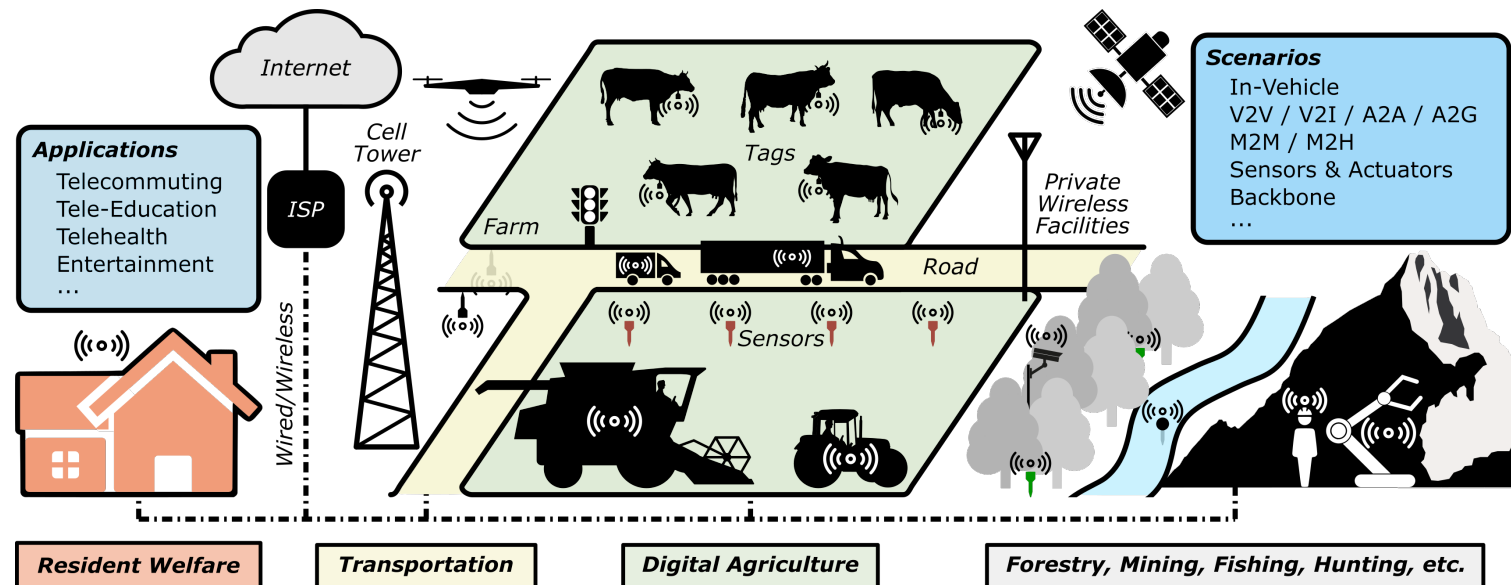 Internet
Applications
Telecommuting
Tele-Education
Telehealth
Entertainment
...
ISP
Wired/Wireless
Cell
Tower
Farm
Tags
Road
Sensors
Private
Wireless
Facilities
Scenarios
In-Vehicle
V2V / V2I / A2A / A2G
M2M / M2H
Sensors & Actuators
Backbone
...
Resident Welfare
Transportation
Digital Agriculture
Forestry, Mining, Fishing, Hunting, etc.